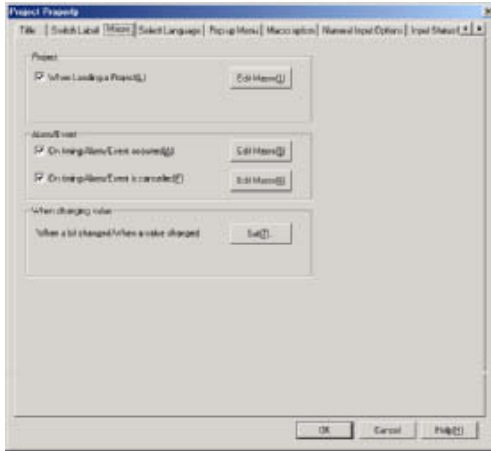 Project Property
Title Switch Label Macro Select Language Pop up Menu Macro option Numeral Input Options Input Status
Project
When Loading a Project(L)
Edit Macro
Alarm/Event
On timing Alarm/Event occurred
Edit Macro
On timing Alarm/Event is cancelled
Edit Macro
When changing value
When a bit changed/When a value changed
Set
OK Cancel Help(H)